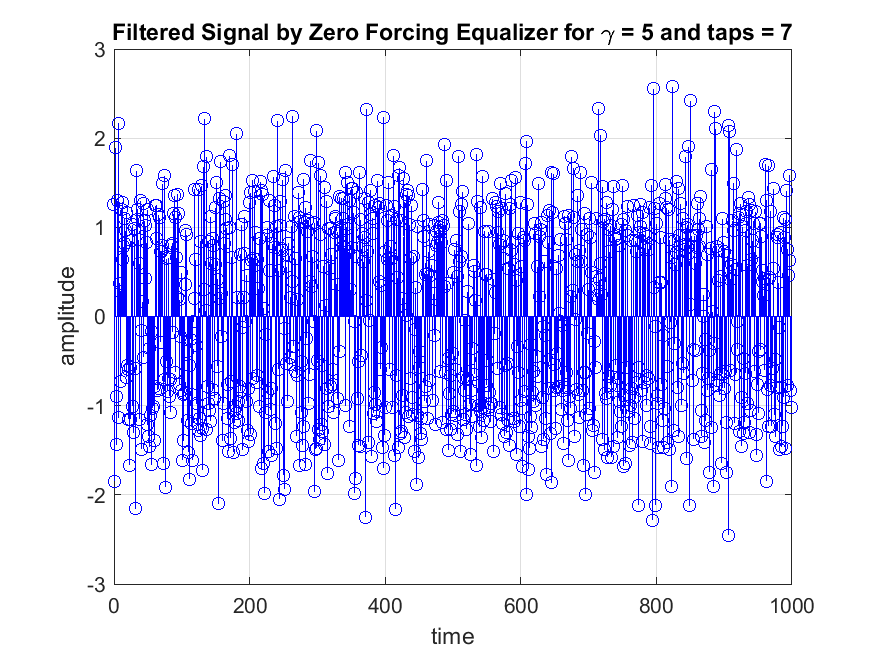 Filtered Signal by Zero Forcing Equalizer for γ = 5 and taps = 7
3
2
1
0
-1
-2
-3
amplitude
0 200 400 600 800 1000
time